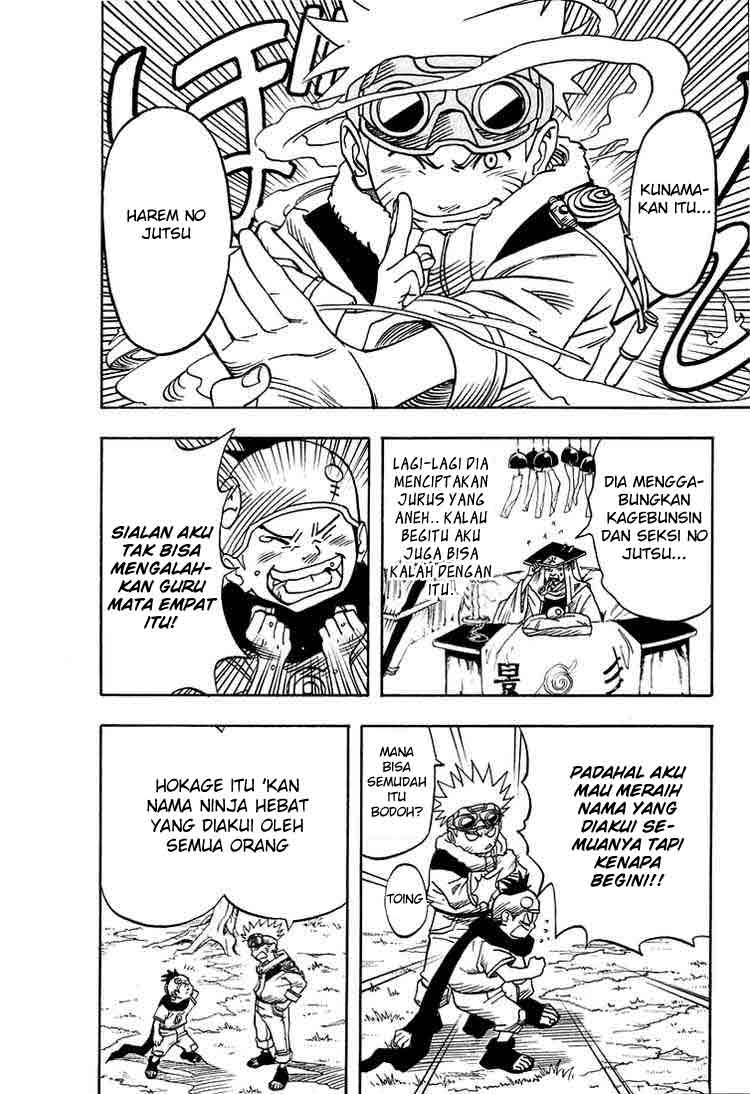 KUNAMA-
KAN ITU...
HAREM NO
JUTSU
DIA MENGGA-
BUNGKAN
KAGEBUNSIN
DAN SEKSI NO
JUTSU...
LAGI-LAGI DIA
MENCIPTAKAN
JURUS YANG
ANEH.. KALAU
BEGITU AKU
JUGA BISA
KALAH DENGAN
ITU.
SIALAN AKU
TAK BISA
MENGALAH-
KAN GURU
MATA EMPAT
ITU!
PADAHAL AKU
MAU MERAIH
NAMA YANG
DIAKUI SE-
MUANYA TAPI
KENAPA
BEGINI!!
MANA
BISA
SEMUDAH
ITU
BODOH?
TOING
HOKAGE ITU 'KAN
NAMA NINJA HEBAT
YANG DIAKUI OLEH
SEMUA ORANG